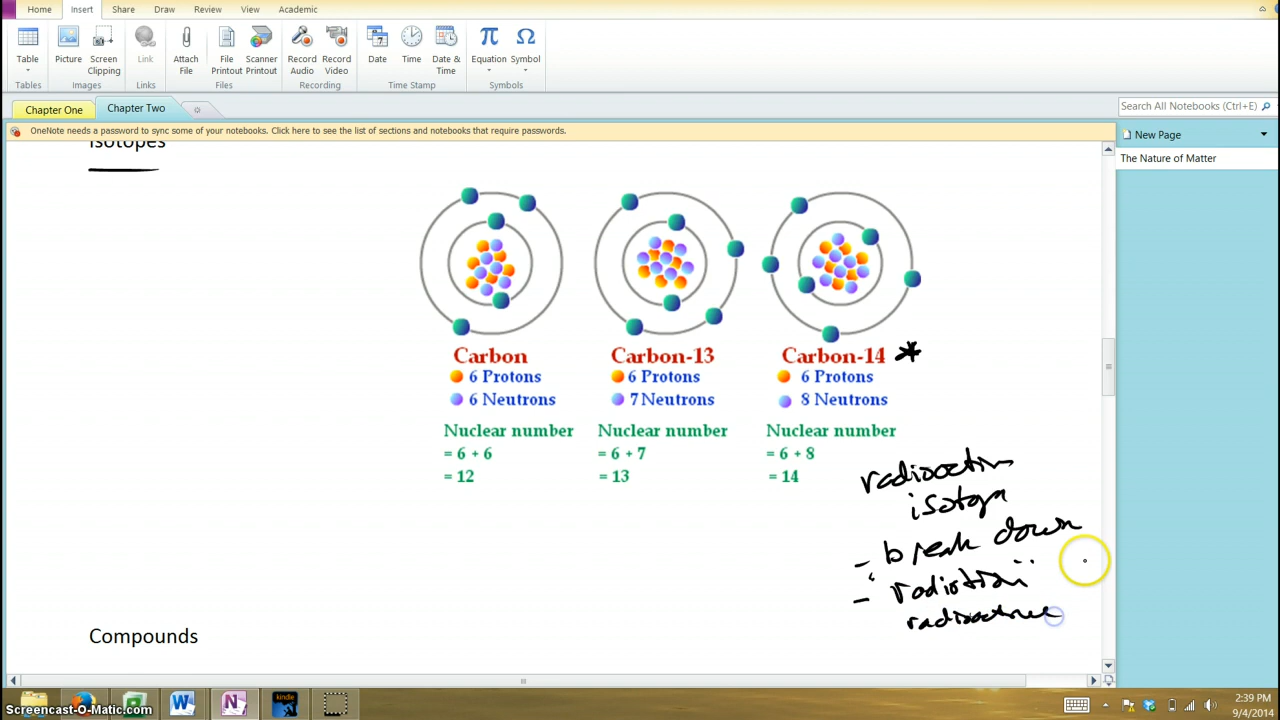 Home Insert Share Draw Review View Academic
Table Picture Screen Clipping Link Attach File File Printout Scanner Printout Record Audio Record Video Date Time Date & Time Equation Symbol
Tables Images Links Files Recording Time Stamp Symbols
Chapter One Chapter Two Search All Notebooks (Ctrl+E)
OneNote needs a password to sync some of your notebooks. Click here to see the list of sections and notebooks that require passwords.
New Page
The Nature of Matter
Isotopes
Carbon Carbon-13 Carbon-14 *
6 Protons 6 Protons 6 Protons
6 Neutrons 7 Neutrons 8 Neutrons
Nuclear number Nuclear number Nuclear number
= 6 + 6 = 6 + 7 = 6 + 8
= 12 = 13 = 14
- break down
Compounds
kindle
Screencast-O-Matic.com
2:39 PM
9/4/2014